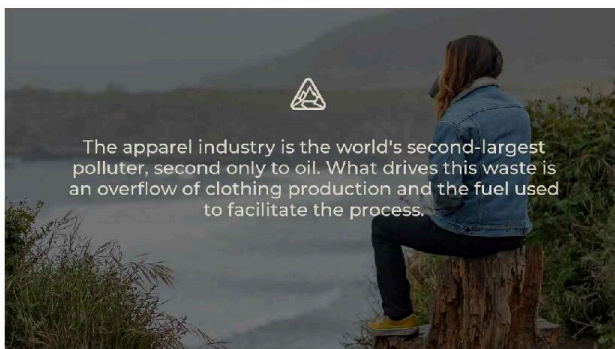 The apparel industry is the world's second-largest
polluter, second only to oil. What drives this waste is
an overflow of clothing production and the fuel used
to facilitate the process.